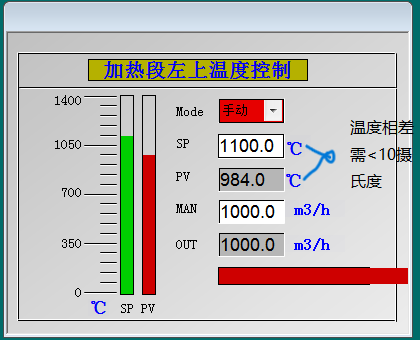 加热段左上温度控制
1400
1050
700
350
0
℃
SP PV
Mode 手动
SP 1100.0 ℃
PV 984.0 ℃
MAN 1000.0 m3/h
OUT 1000.0 m3/h
温度相差
需<10摄
氏度